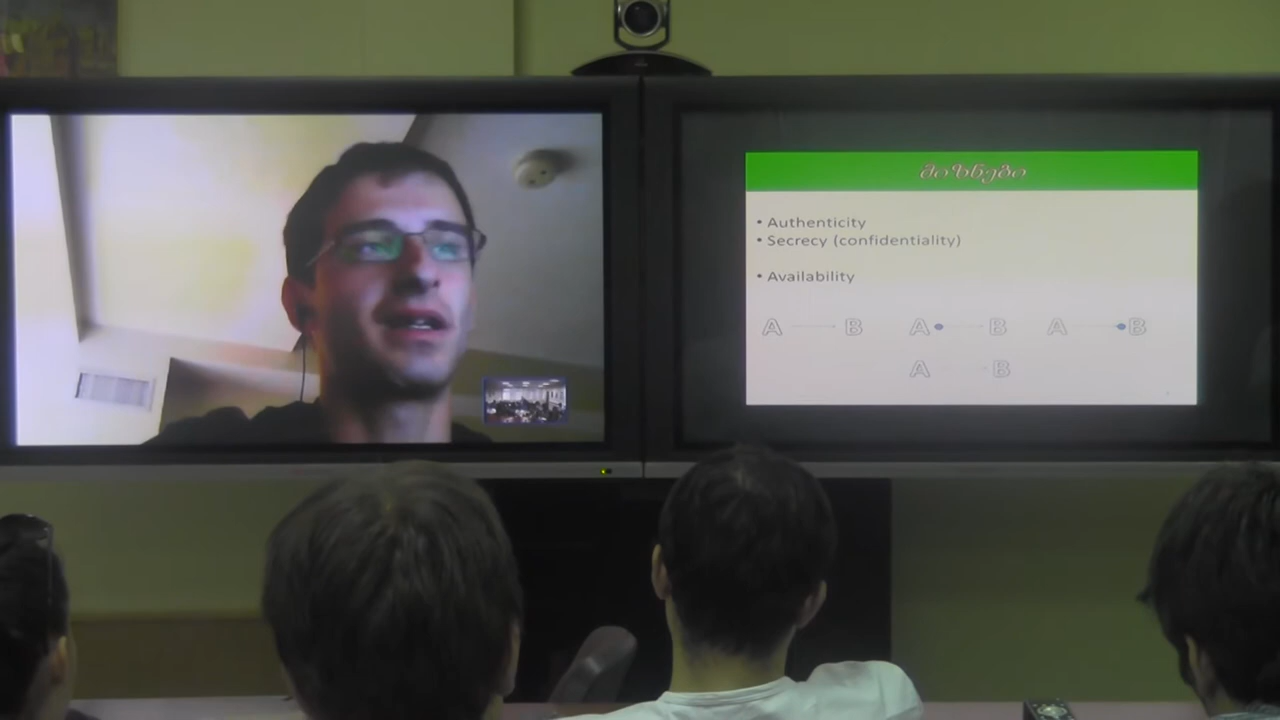 მიზნები
• Authenticity
• Secrecy (confidentiality)
• Availability
A B A B A B
A B